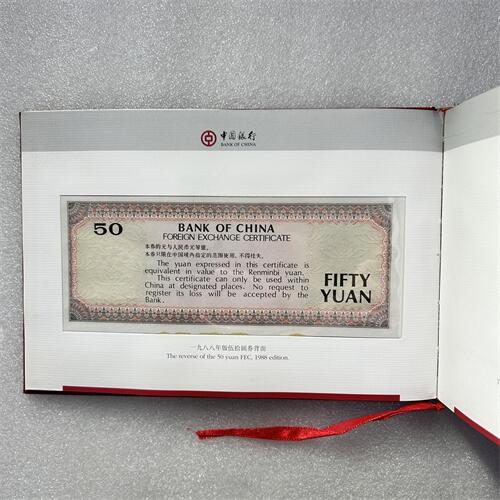 中国银行
BANK OF CHINA
50
BANK OF CHINA
FOREIGN EXCHANGE CERTIFICATE
本券的元与人民币元等值。
本券只限在中国境内指定的范围使用，不得挂失。
The yuan expressed in this certificate is
equivalent in value to the Renminbi yuan.
This certificate can only be used within
China at designated places. No request to
register its loss will be accepted by the
Bank.
FIFTY
YUAN
一九八八年版伍拾圆券背面
The reverse of the 50 yuan FEC, 1988 edition.